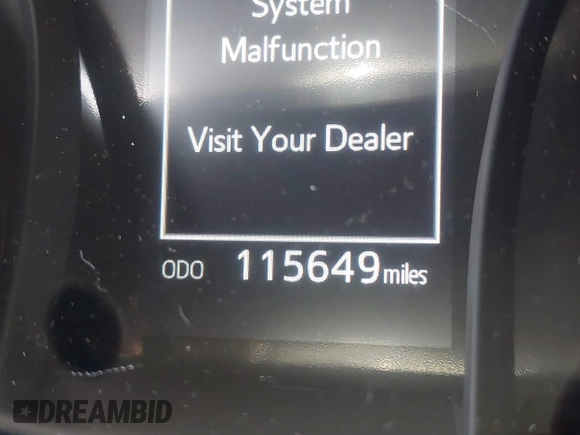 System
Malfunction
Visit Your Dealer
ODO 115649 miles
DREAMBID